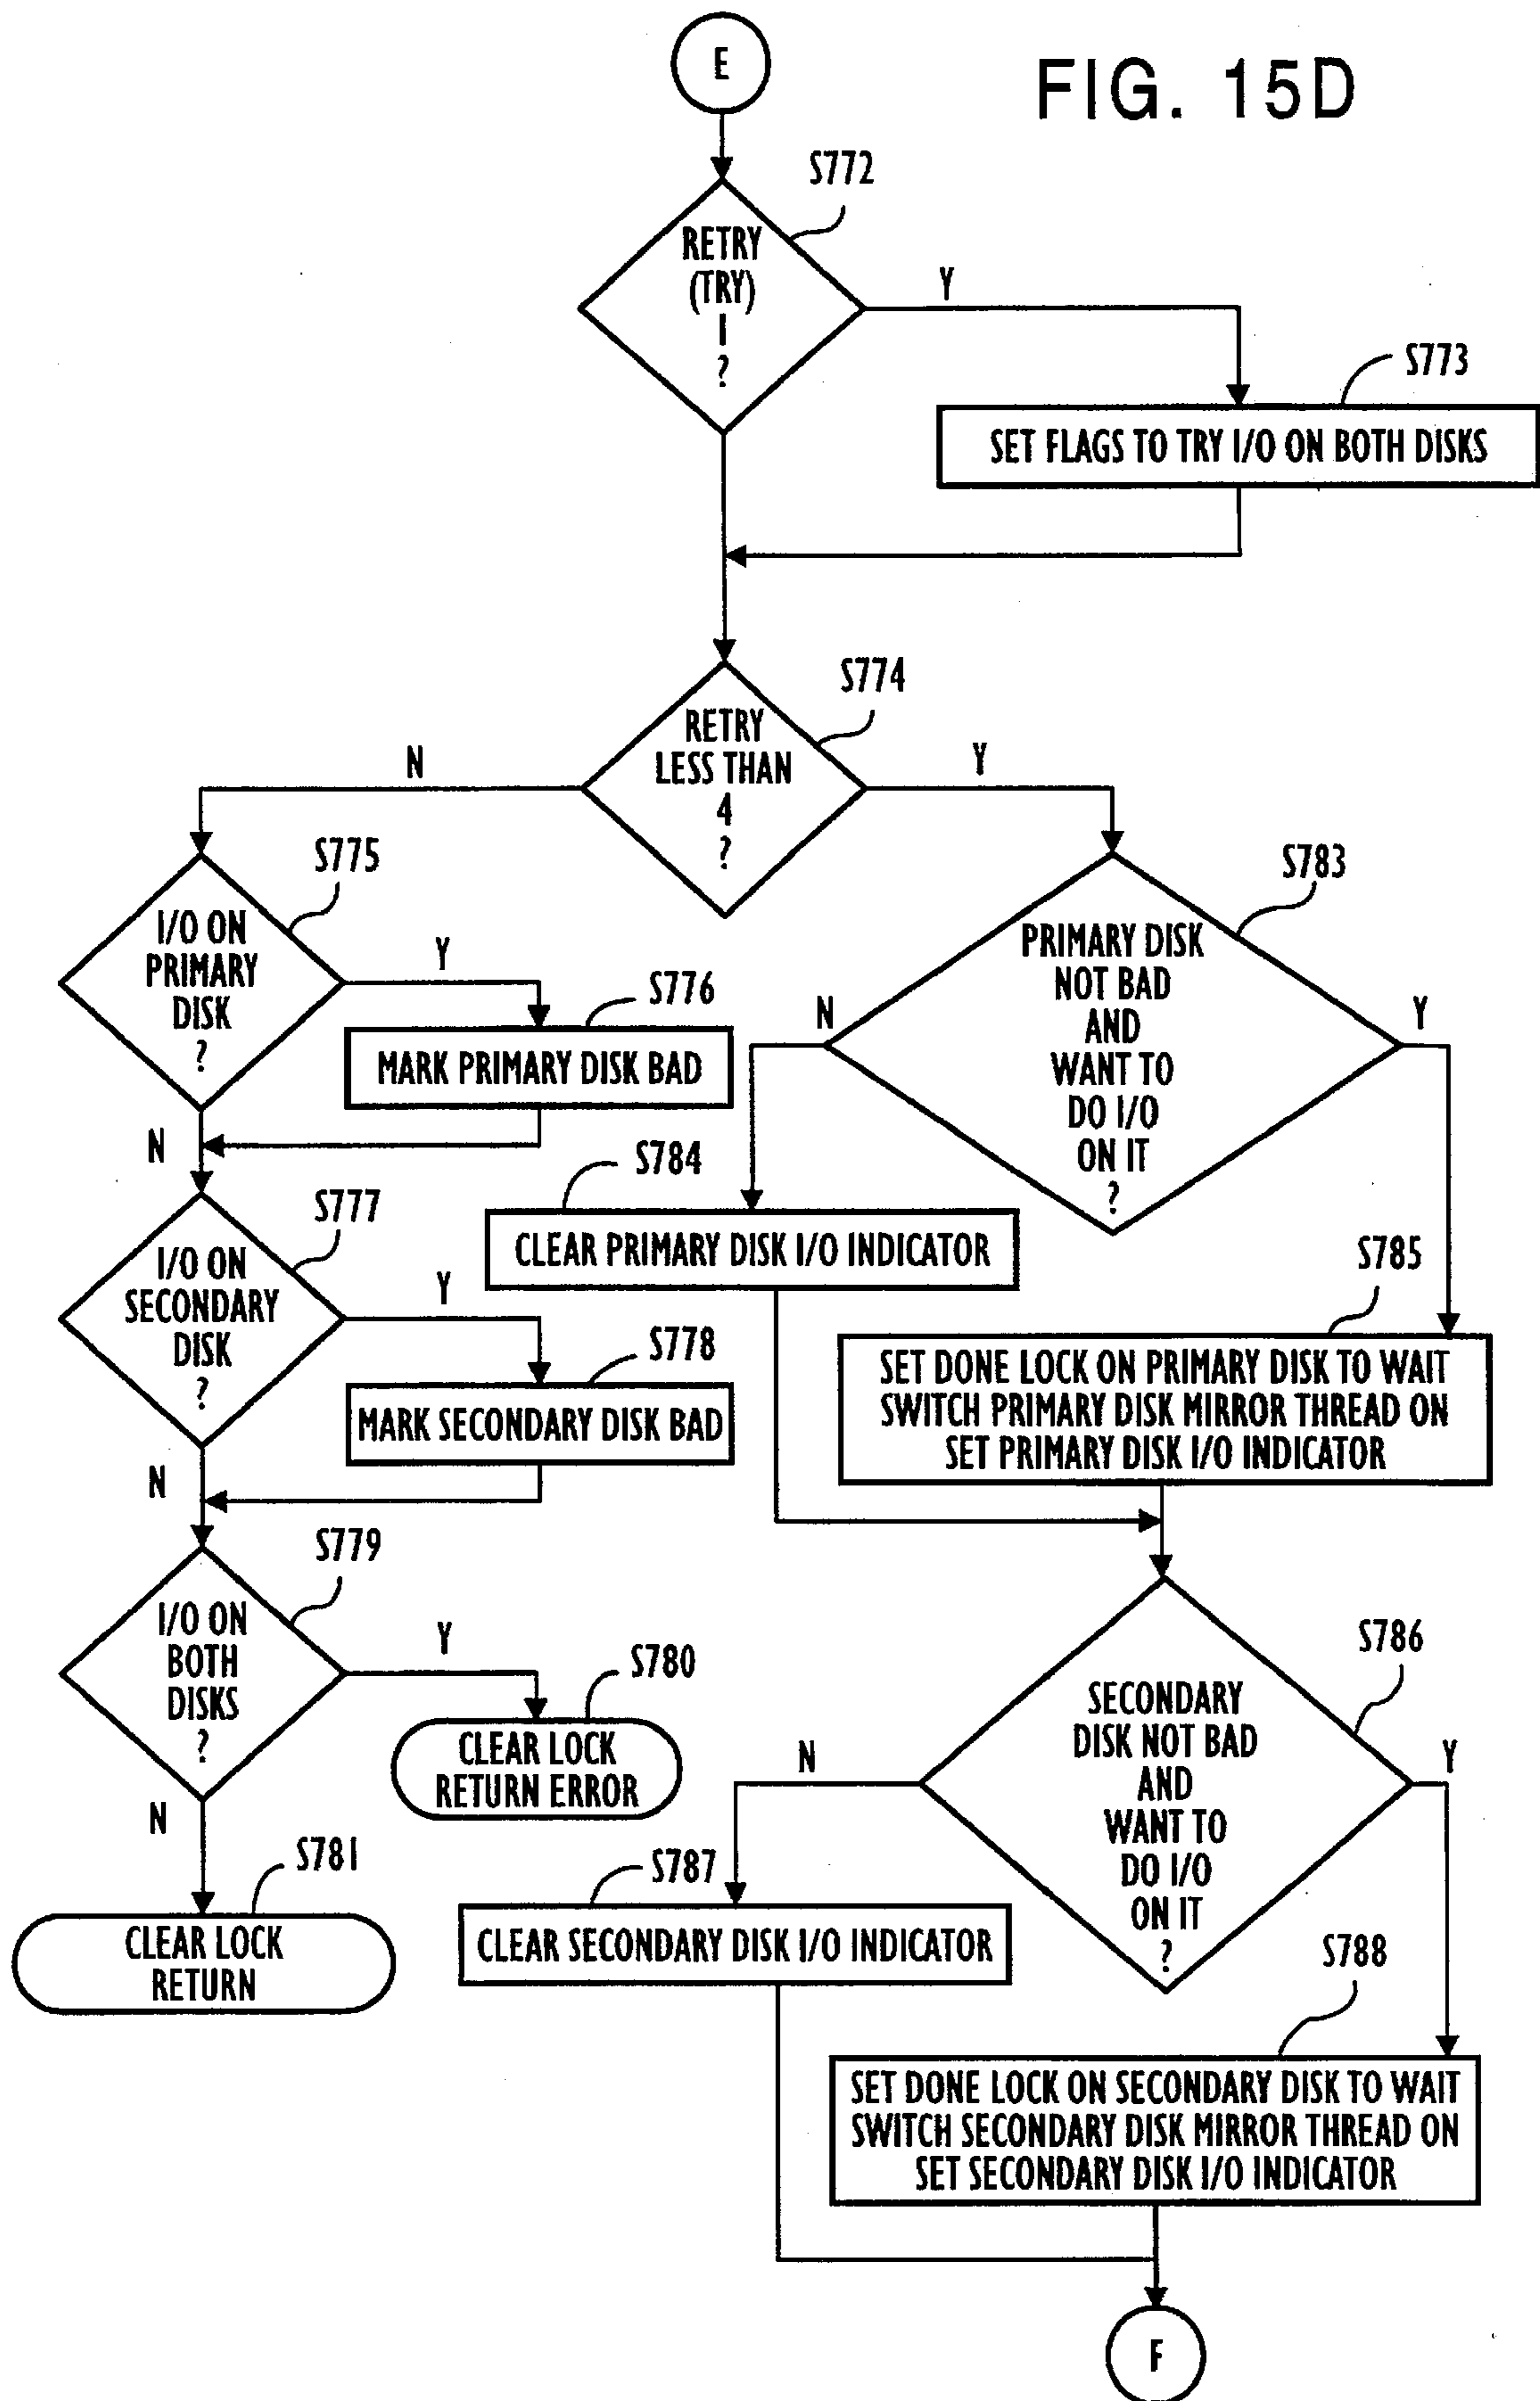 E
FIG. 15D
S772
RETRY
(TRY)
1
?
Y
S773
SET FLAGS TO TRY I/O ON BOTH DISKS
S774
RETRY
LESS THAN
4
?
N
Y
S775
I/O ON
PRIMARY
DISK
?
Y
S776
MARK PRIMARY DISK BAD
N
S783
PRIMARY DISK
NOT BAD
AND
WANT TO
DO I/O
ON IT
?
N
Y
S784
CLEAR PRIMARY DISK I/O INDICATOR
S777
I/O ON
SECONDARY
DISK
?
Y
S778
MARK SECONDARY DISK BAD
N
S785
SET DONE LOCK ON PRIMARY DISK TO WAIT
SWITCH PRIMARY DISK MIRROR THREAD ON
SET PRIMARY DISK I/O INDICATOR
S779
I/O ON
BOTH
DISKS
?
Y
S780
CLEAR LOCK
RETURN ERROR
N
S781
CLEAR LOCK
RETURN
S786
SECONDARY
DISK NOT BAD
AND
WANT TO
DO I/O
ON IT
?
N
Y
S787
CLEAR SECONDARY DISK I/O INDICATOR
S788
SET DONE LOCK ON SECONDARY DISK TO WAIT
SWITCH SECONDARY DISK MIRROR THREAD ON
SET SECONDARY DISK I/O INDICATOR
F